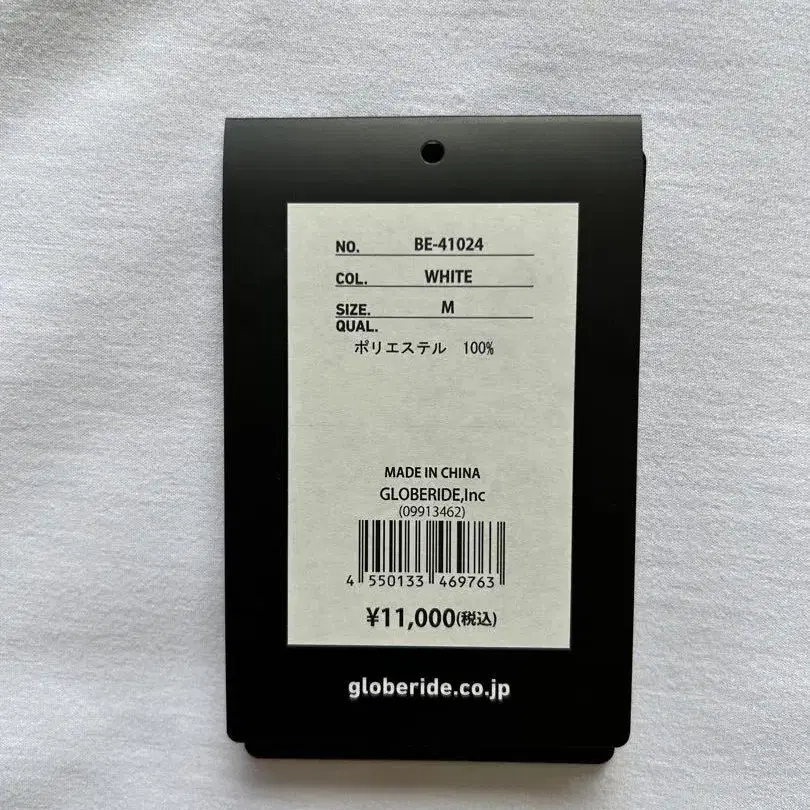 NO. BE-41024
COL. WHITE
SIZE. M
QUAL.
ポリエステル 100%
MADE IN CHINA
GLOBERIDE,Inc
(09913462)
4 550133 469763
¥11,000(税込)
globeride.co.jp